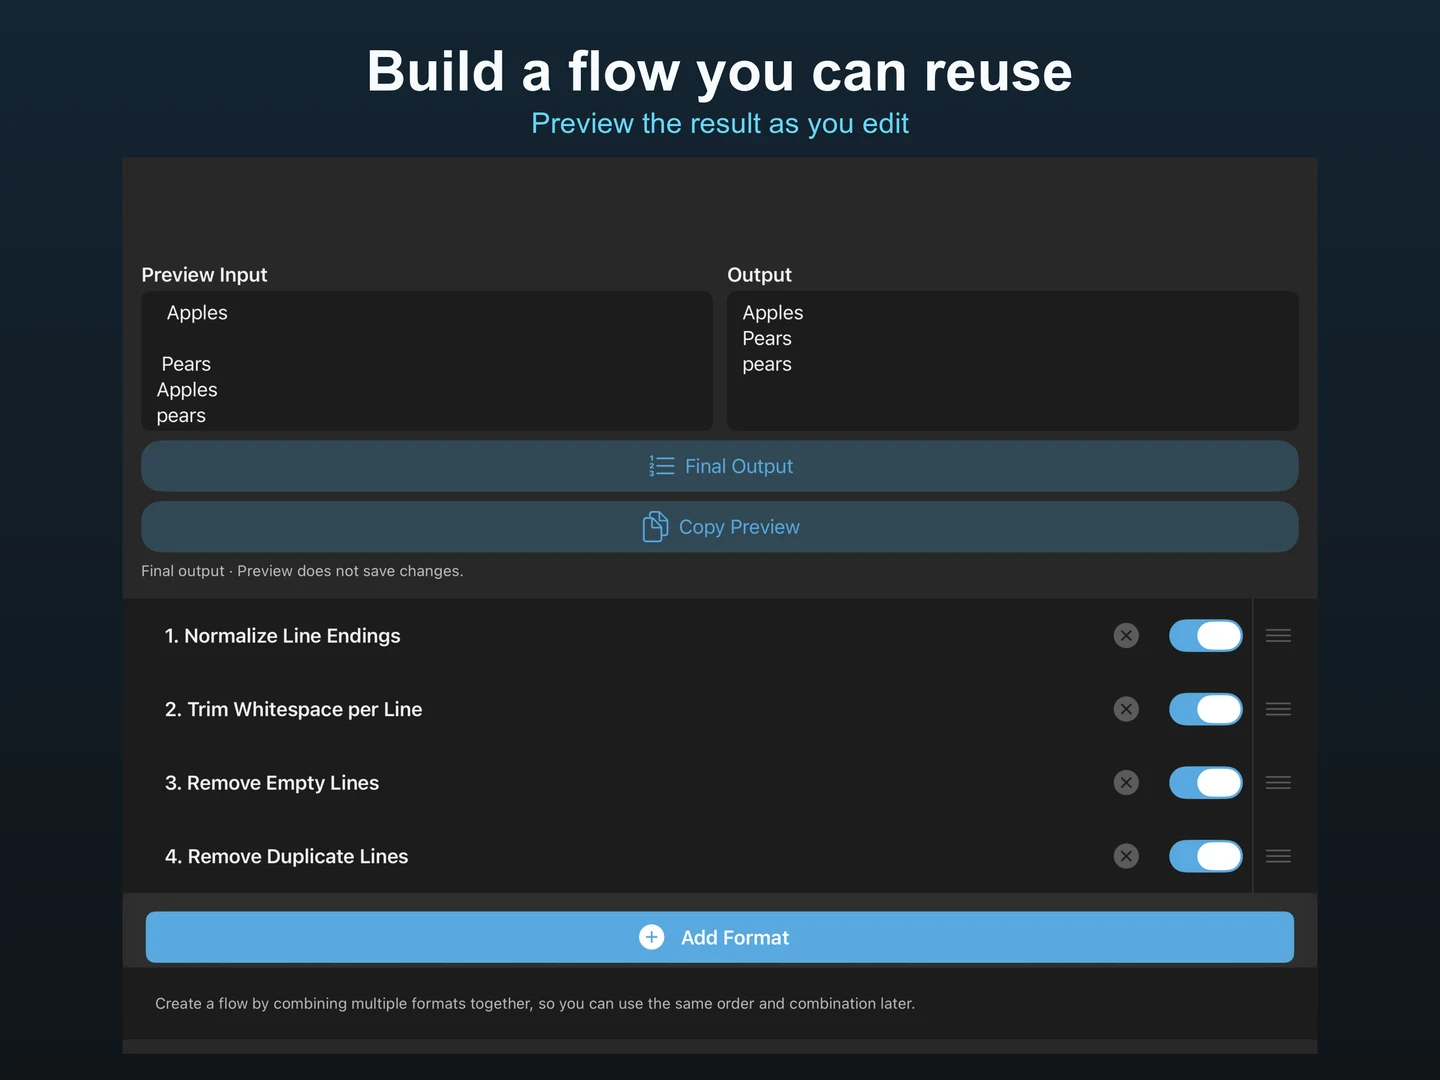 Build a flow you can reuse
Preview the result as you edit
Preview Input
Apples
Pears
Apples
pears
Output
Apples
Pears
pears
Final Output
Copy Preview
Final output · Preview does not save changes.
1. Normalize Line Endings
2. Trim Whitespace per Line
3. Remove Empty Lines
4. Remove Duplicate Lines
Add Format
Create a flow by combining multiple formats together, so you can use the same order and combination later.